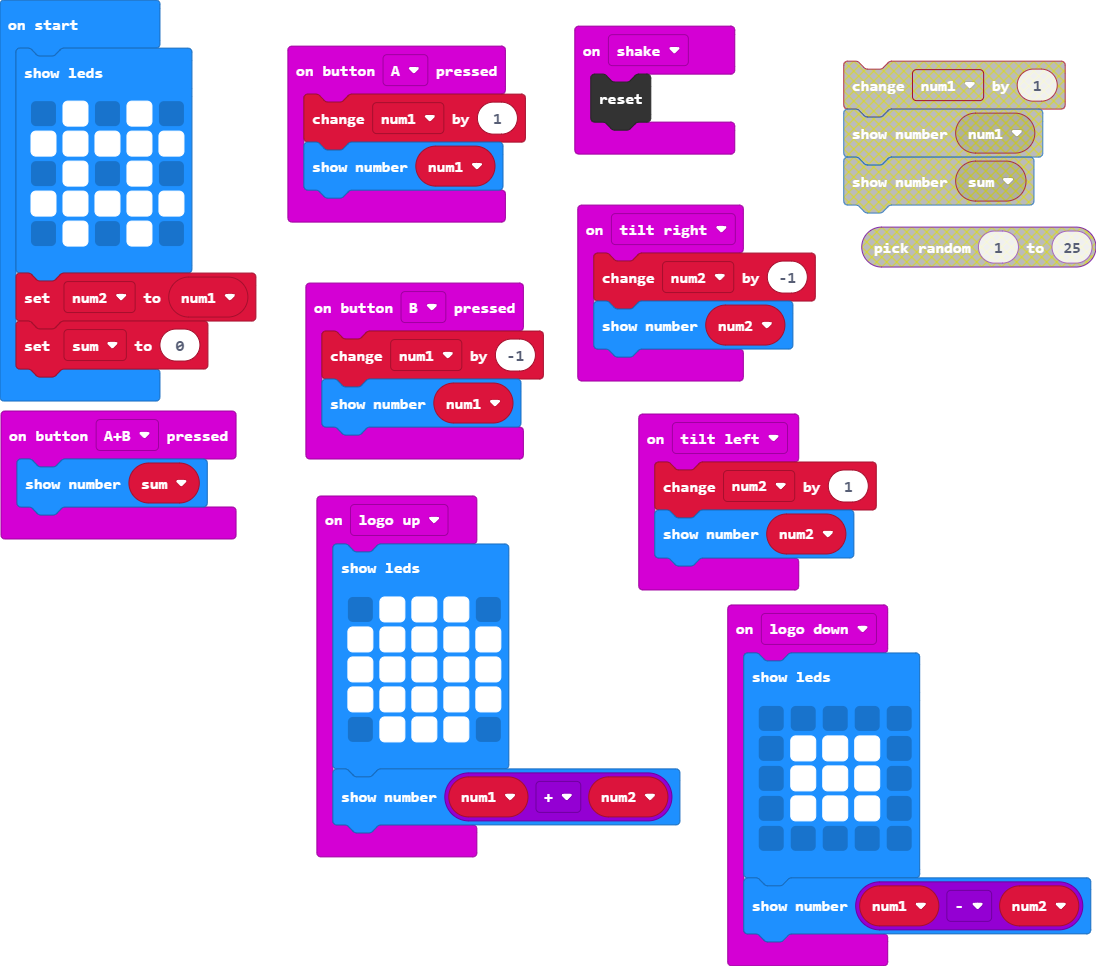 on start
show leds
set num2 to num1
set sum to 0
on button A+B pressed
show number sum
on button A pressed
change num1 by 1
show number num1
on button B pressed
change num1 by -1
show number num1
on logo up
show leds
show number num1 + num2
on shake
reset
on tilt right
change num2 by -1
show number num2
on tilt left
change num2 by 1
show number num2
on logo down
show leds
show number num1 - num2
change num1 by 1
show number num1
show number sum
pick random 1 to 25